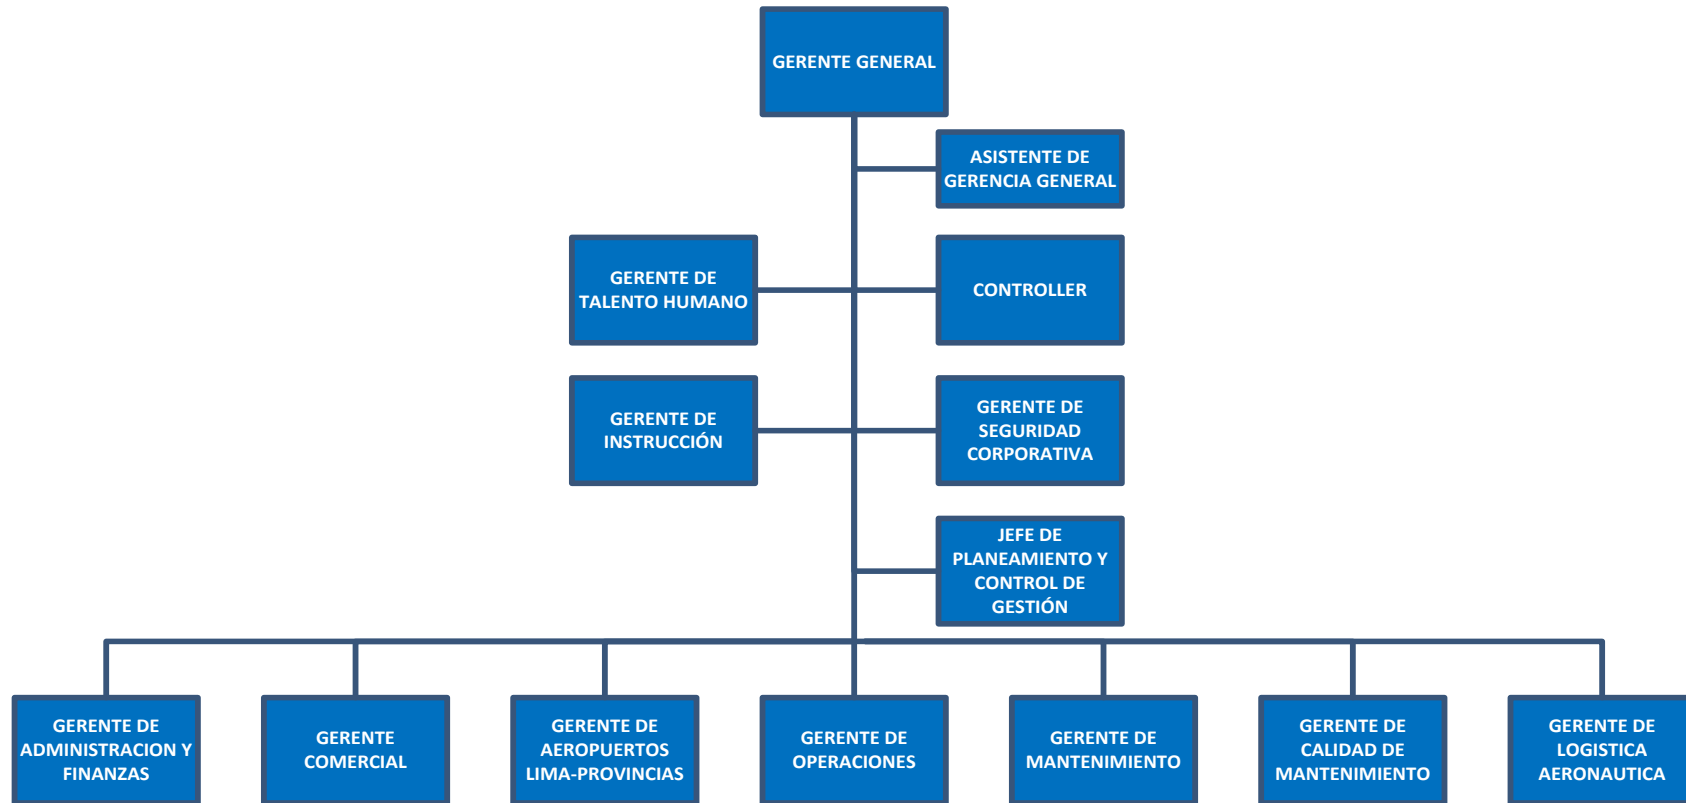 GERENTE GENERAL
ASISTENTE DE
GERENCIA GENERAL
GERENTE DE
TALENTO HUMANO
CONTROLLER
GERENTE DE
INSTRUCCIÓN
GERENTE DE
SEGURIDAD
CORPORATIVA
JEFE DE
PLANEAMIENTO Y
CONTROL DE
GESTIÓN
GERENTE DE
ADMINISTRACION Y
FINANZAS
GERENTE
COMERCIAL
GERENTE DE
AEROPUERTOS
LIMA-PROVINCIAS
GERENTE DE
OPERACIONES
GERENTE DE
MANTENIMIENTO
GERENTE DE
CALIDAD DE
MANTENIMIENTO
GERENTE DE
LOGISTICA
AERONAUTICA